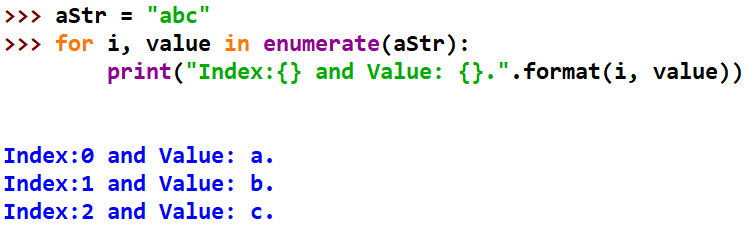 >>> aStr = "abc"
>>> for i, value in enumerate(aStr):
        print("Index:{} and Value: {}.".format(i, value))
Index:0 and Value: a.
Index:1 and Value: b.
Index:2 and Value: c.